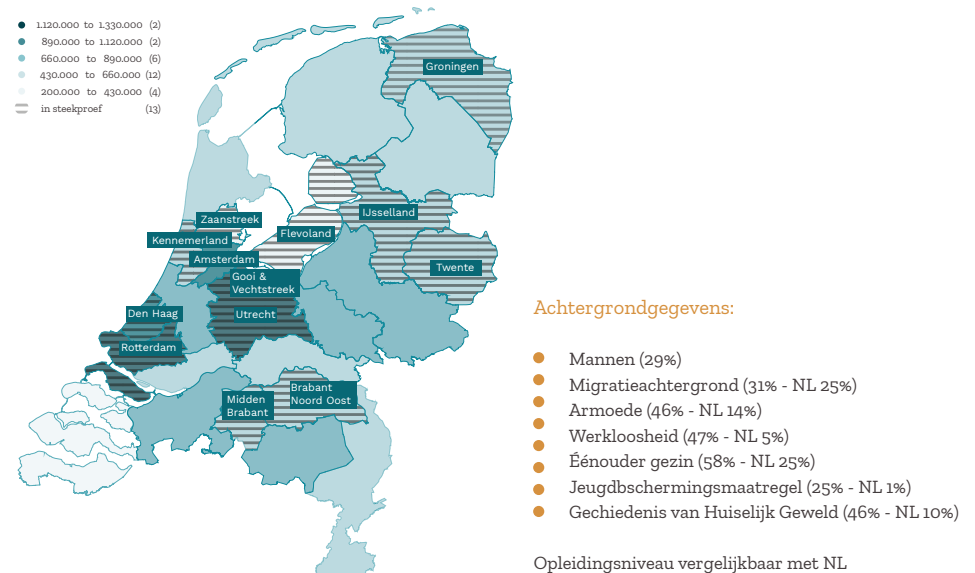 1.120.000 to 1.330.000 (2)
890.000 to 1.120.000 (2)
660.000 to 890.000 (6)
430.000 to 660.000 (12)
200.000 to 430.000 (4)
in steekproef (13)
Groningen
Zaanstreek
IJsselland
Kennemerland
Flevoland
Amsterdam
Twente
Gooi &
Vechtstreek
Den Haag
Utrecht
Rotterdam
Midden
Brabant
Brabant
Noord Oost
Achtergrondgegevens:
Mannen (29%)
Migratieachtergrond (31% - NL 25%)
Armoede (46% - NL 14%)
Werkloosheid (47% - NL 5%)
Éénouder gezin (58% - NL 25%)
Jeugdbschermingsmaatregel (25% - NL 1%)
Gechiedenis van Huiselijk Geweld (46% - NL 10%)
Opleidingsniveau vergelijkbaar met NL